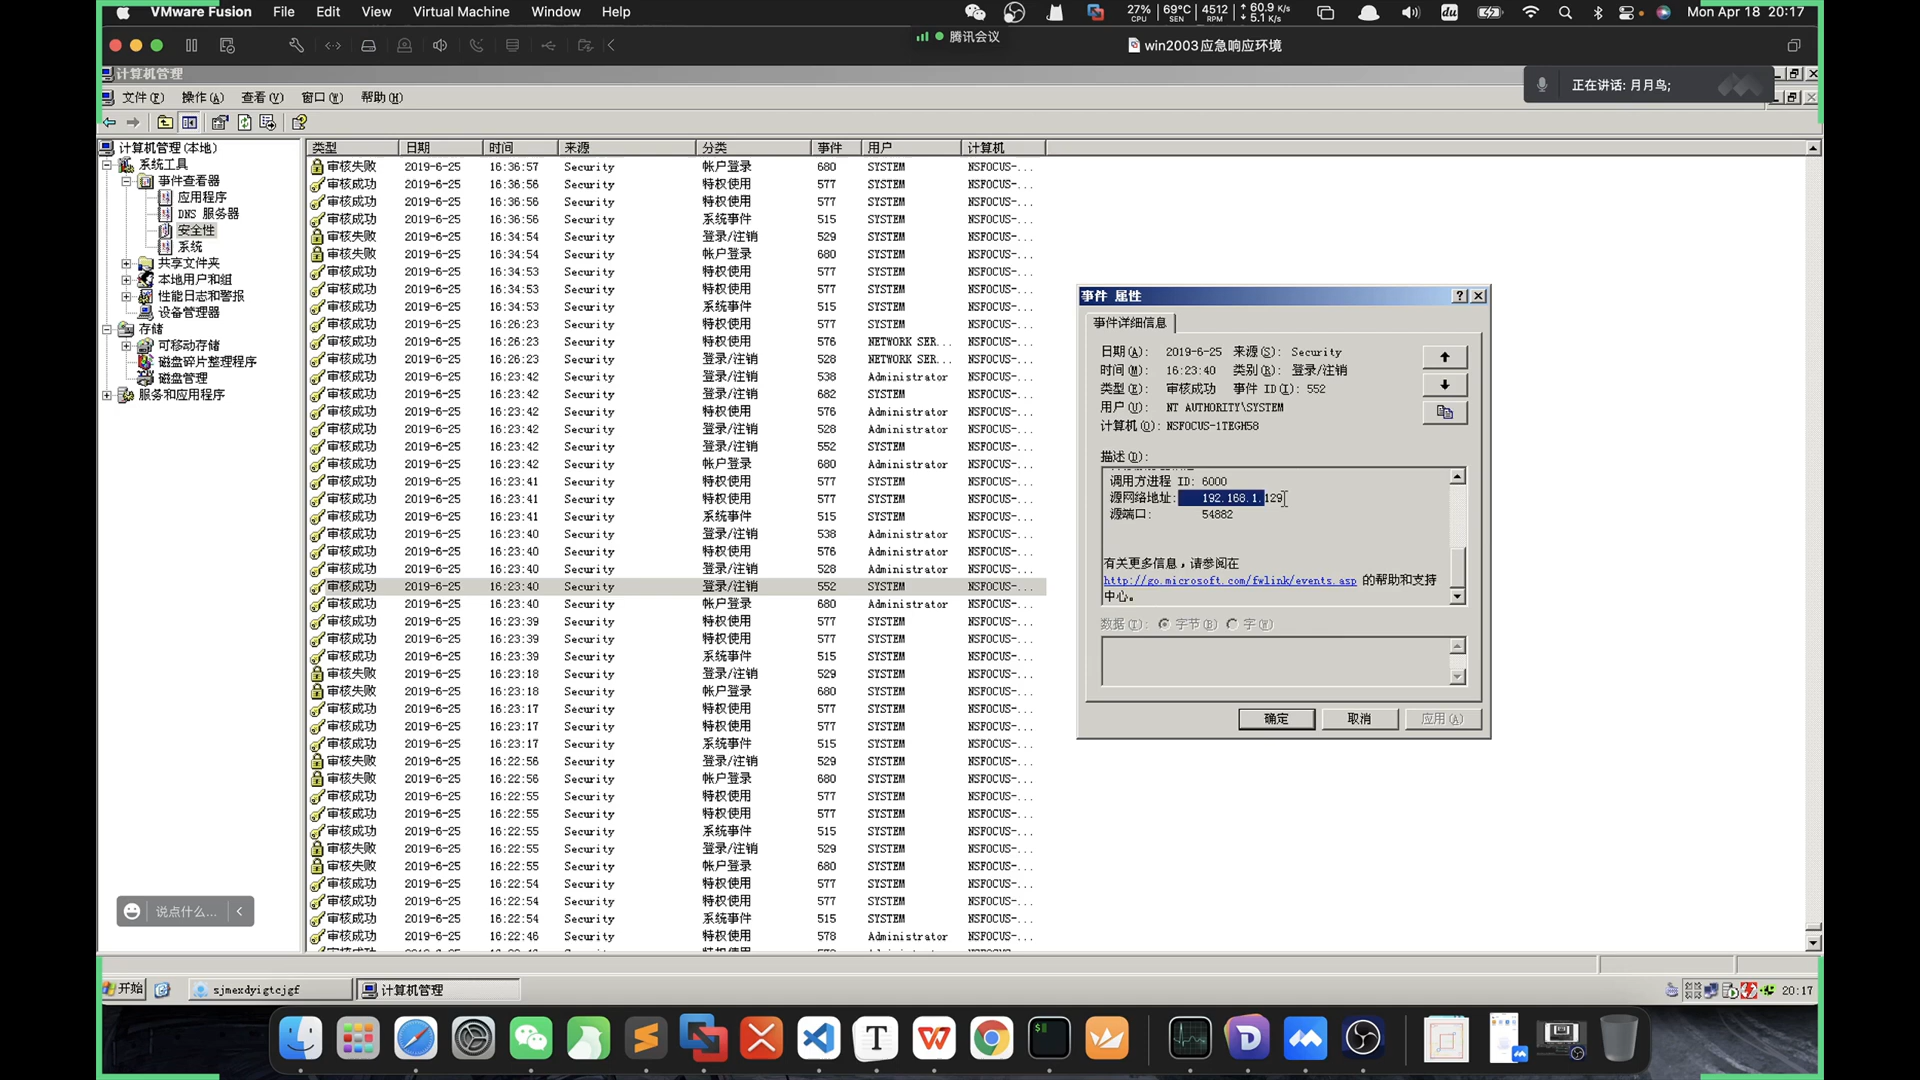 VMware Fusion File Edit View Virtual Machine Window Help 27% CPU 69°C SEN 4512 RPM 60.9 K/s 5.1 K/s du Mon Apr 18 20:17
腾讯会议
win2003应急响应环境
计算机管理
正在讲话: 月月鸟;
文件(F) 操作(A) 查看(V) 窗口(W) 帮助(H)
计算机管理(本地)
系统工具
事件查看器
应用程序
DNS 服务器
安全性
系统
共享文件夹
本地用户和组
性能日志和警报
设备管理器
存储
可移动存储
磁盘碎片整理程序
磁盘管理
服务和应用程序
类型 日期 时间 来源 分类 事件 用户 计算机
审核失败 2019-6-25 16:36:57 Security 帐户登录 680 SYSTEM NSFOCUS-...
审核成功 2019-6-25 16:36:56 Security 特权使用 577 SYSTEM NSFOCUS-...
审核成功 2019-6-25 16:36:56 Security 特权使用 577 SYSTEM NSFOCUS-...
审核成功 2019-6-25 16:36:56 Security 系统事件 515 SYSTEM NSFOCUS-...
审核失败 2019-6-25 16:34:54 Security 登录/注销 529 SYSTEM NSFOCUS-...
审核失败 2019-6-25 16:34:54 Security 帐户登录 680 SYSTEM NSFOCUS-...
审核成功 2019-6-25 16:34:53 Security 特权使用 577 SYSTEM NSFOCUS-...
审核成功 2019-6-25 16:34:53 Security 特权使用 577 SYSTEM NSFOCUS-...
审核成功 2019-6-25 16:34:53 Security 系统事件 515 SYSTEM NSFOCUS-...
审核成功 2019-6-25 16:26:23 Security 特权使用 577 SYSTEM NSFOCUS-...
审核成功 2019-6-25 16:26:23 Security 特权使用 576 NETWORK SER... NSFOCUS-...
审核成功 2019-6-25 16:26:23 Security 登录/注销 528 NETWORK SER... NSFOCUS-...
审核成功 2019-6-25 16:23:42 Security 登录/注销 538 Administrator NSFOCUS-...
审核成功 2019-6-25 16:23:42 Security 登录/注销 682 SYSTEM NSFOCUS-...
审核成功 2019-6-25 16:23:42 Security 特权使用 576 Administrator NSFOCUS-...
审核成功 2019-6-25 16:23:42 Security 登录/注销 528 Administrator NSFOCUS-...
审核成功 2019-6-25 16:23:42 Security 登录/注销 552 SYSTEM NSFOCUS-...
审核成功 2019-6-25 16:23:42 Security 帐户登录 680 Administrator NSFOCUS-...
审核成功 2019-6-25 16:23:41 Security 特权使用 577 SYSTEM NSFOCUS-...
审核成功 2019-6-25 16:23:41 Security 特权使用 577 SYSTEM NSFOCUS-...
审核成功 2019-6-25 16:23:41 Security 系统事件 515 SYSTEM NSFOCUS-...
审核成功 2019-6-25 16:23:40 Security 登录/注销 538 Administrator NSFOCUS-...
审核成功 2019-6-25 16:23:40 Security 特权使用 576 Administrator NSFOCUS-...
审核成功 2019-6-25 16:23:40 Security 登录/注销 528 Administrator NSFOCUS-...
审核成功 2019-6-25 16:23:40 Security 登录/注销 552 SYSTEM NSFOCUS-...
审核成功 2019-6-25 16:23:40 Security 帐户登录 680 Administrator NSFOCUS-...
审核成功 2019-6-25 16:23:39 Security 特权使用 577 SYSTEM NSFOCUS-...
审核成功 2019-6-25 16:23:39 Security 特权使用 577 SYSTEM NSFOCUS-...
审核成功 2019-6-25 16:23:39 Security 系统事件 515 SYSTEM NSFOCUS-...
审核失败 2019-6-25 16:23:18 Security 登录/注销 529 SYSTEM NSFOCUS-...
审核失败 2019-6-25 16:23:18 Security 帐户登录 680 SYSTEM NSFOCUS-...
审核成功 2019-6-25 16:23:17 Security 特权使用 577 SYSTEM NSFOCUS-...
审核成功 2019-6-25 16:23:17 Security 特权使用 577 SYSTEM NSFOCUS-...
审核成功 2019-6-25 16:23:17 Security 系统事件 515 SYSTEM NSFOCUS-...
审核失败 2019-6-25 16:22:56 Security 登录/注销 529 SYSTEM NSFOCUS-...
审核失败 2019-6-25 16:22:56 Security 帐户登录 680 SYSTEM NSFOCUS-...
审核成功 2019-6-25 16:22:55 Security 特权使用 577 SYSTEM NSFOCUS-...
审核成功 2019-6-25 16:22:55 Security 特权使用 577 SYSTEM NSFOCUS-...
审核成功 2019-6-25 16:22:55 Security 系统事件 515 SYSTEM NSFOCUS-...
审核失败 2019-6-25 16:22:55 Security 登录/注销 529 SYSTEM NSFOCUS-...
审核失败 2019-6-25 16:22:55 Security 帐户登录 680 SYSTEM NSFOCUS-...
审核成功 2019-6-25 16:22:54 Security 特权使用 577 SYSTEM NSFOCUS-...
审核成功 2019-6-25 16:22:54 Security 特权使用 577 SYSTEM NSFOCUS-...
审核成功 2019-6-25 16:22:54 Security 系统事件 515 SYSTEM NSFOCUS-...
审核成功 2019-6-25 16:22:46 Security 特权使用 578 Administrator NSFOCUS-...
事件 属性
事件详细信息
日期(A): 2019-6-25 来源(S): Security
时间(M): 16:23:40 类别(R): 登录/注销
类型(E): 审核成功 事件 ID(I): 552
用户(U): NT AUTHORITY\SYSTEM
计算机(O): NSFOCUS-1TEGH58
描述(D):
调用方进程 ID: 6000
源网络地址: 192.168.1.129
源端口: 54882
有关更多信息，请参阅在
http://go.microsoft.com/fwlink/events.asp 的帮助和支持
中心。
数据(T): 字节(B) 字(W)
确定 取消 应用(A)
说点什么...
开始 sjmexdyigtcjgf 计算机管理 20:17